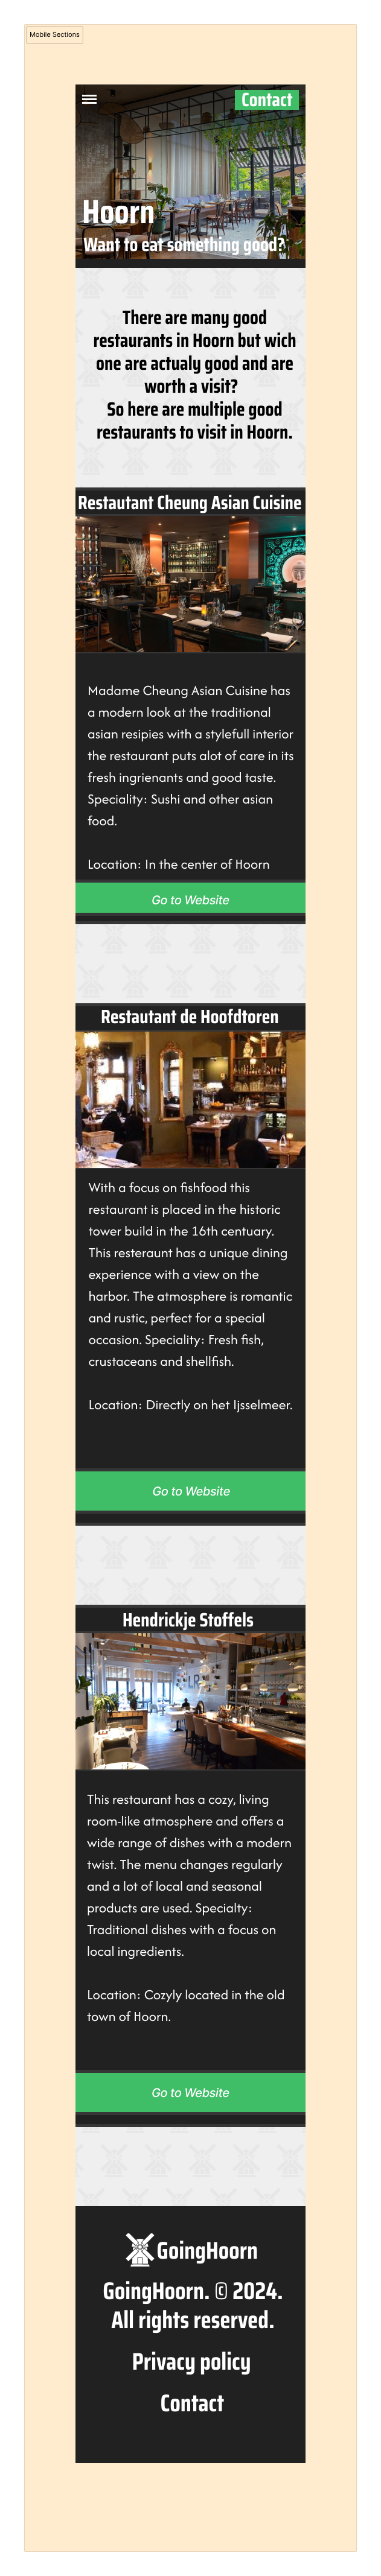 Mobile Sections
Contact
Hoorn
Want to eat something good?
There are many good
restaurants in Hoorn but wich
one are actualy good and are
worth a visit?
So here are multiple good
restaurants to visit in Hoorn.
Restautant Cheung Asian Cuisine
Madame Cheung Asian Cuisine has
a modern look at the traditional
asian resipies with a stylefull interior
the restaurant puts alot of care in its
fresh ingrienants and good taste.
Speciality: Sushi and other asian
food.
Location: In the center of Hoorn
Go to Website
Restautant de Hoofdtoren
With a focus on fishfood this
restaurant is placed in the historic
tower build in the 16th centuary.
This resteraunt has a unique dining
experience with a view on the
harbor. The atmosphere is romantic
and rustic, perfect for a special
occasion. Speciality: Fresh fish,
crustaceans and shellfish.
Location: Directly on het Ijsselmeer.
Go to Website
Hendrickje Stoffels
This restaurant has a cozy, living
room-like atmosphere and offers a
wide range of dishes with a modern
twist. The menu changes regularly
and a lot of local and seasonal
products are used. Specialty:
Traditional dishes with a focus on
local ingredients.
Location: Cozyly located in the old
town of Hoorn.
Go to Website
GoingHoorn
GoingHoorn. © 2024.
All rights reserved.
Privacy policy
Contact